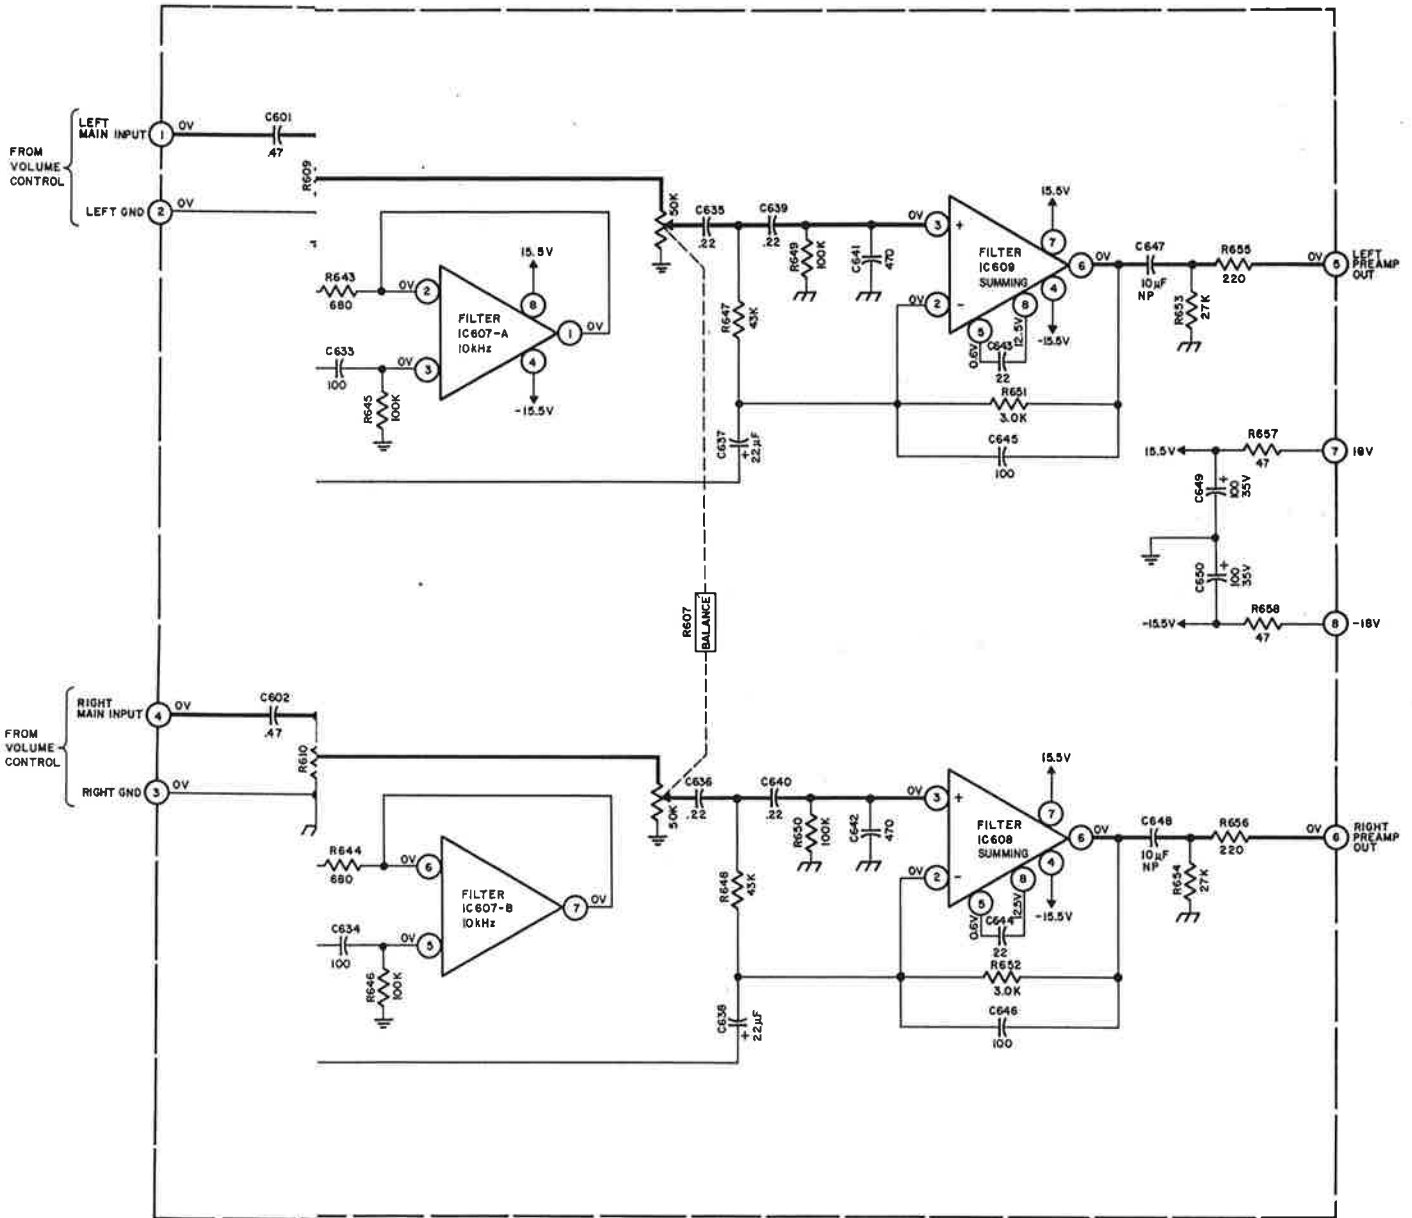 LEFT
MAIN INPUT
1
0V
C601
.47
FROM
VOLUME
CONTROL
LEFT GND
2
0V
R609
50K
C635
.22
C639
.22
R649
100K
C641
470
0V
3
+
FILTER
IC609
SUMMING
15.5V
7
6
0V
4
-15.5V
0V
2
-
5
8
0.6V
12.5V
C643
22
C647
10µF
NP
R653
27K
R655
220
0V
5
LEFT
PREAMP
OUT
R643
680
0V
2
FILTER
IC607-A
10kHz
15.5V
8
1
0V
4
-15.5V
C633
100
0V
3
R645
100K
R647
43K
R651
3.0K
C645
100
C637
+
22µF
15.5V
R657
47
7
18V
C649
+
100
35V
C650
+
100
35V
-15.5V
R658
47
8
-18V
R607
BALANCE
RIGHT
MAIN INPUT
4
0V
C602
.47
FROM
VOLUME
CONTROL
RIGHT GND
3
0V
R610
50K
C636
.22
C640
.22
R650
100K
C642
470
0V
3
+
FILTER
IC608
SUMMING
15.5V
7
6
0V
4
-15.5V
0V
2
-
5
8
0.6V
12.5V
C644
22
C648
10µF
NP
R654
27K
R656
220
0V
6
RIGHT
PREAMP
OUT
R644
680
0V
6
FILTER
IC607-B
10kHz
7
0V
C634
100
0V
5
R646
100K
R648
43K
R652
3.0K
C646
100
C638
+
22µF